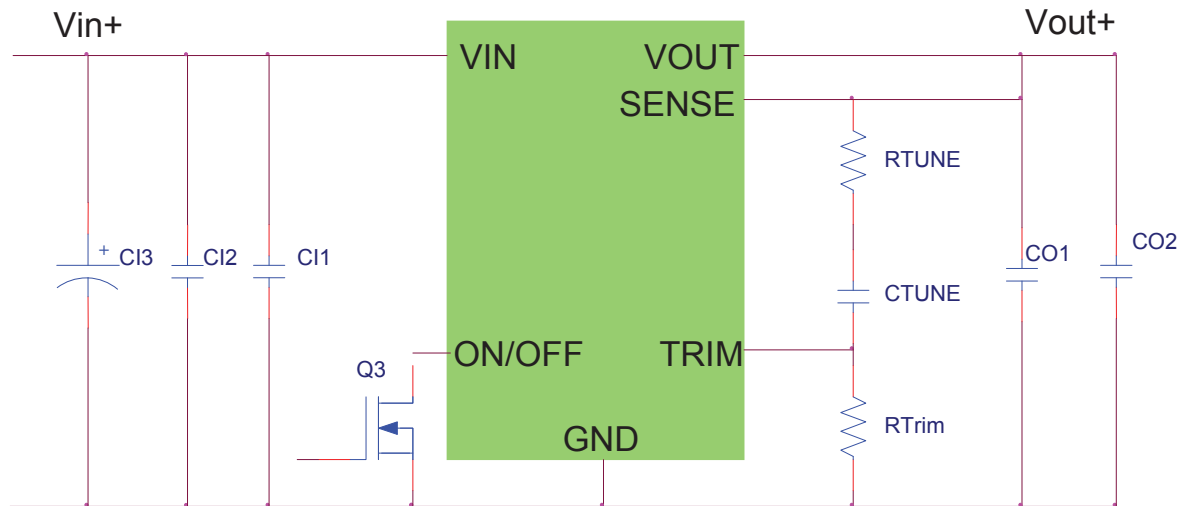 Vin+
Vout+
VIN
VOUT
SENSE
RTUNE
+
CI3
CI2
CI1
CO1
CO2
CTUNE
Q3
ON/OFF
TRIM
RTrim
GND